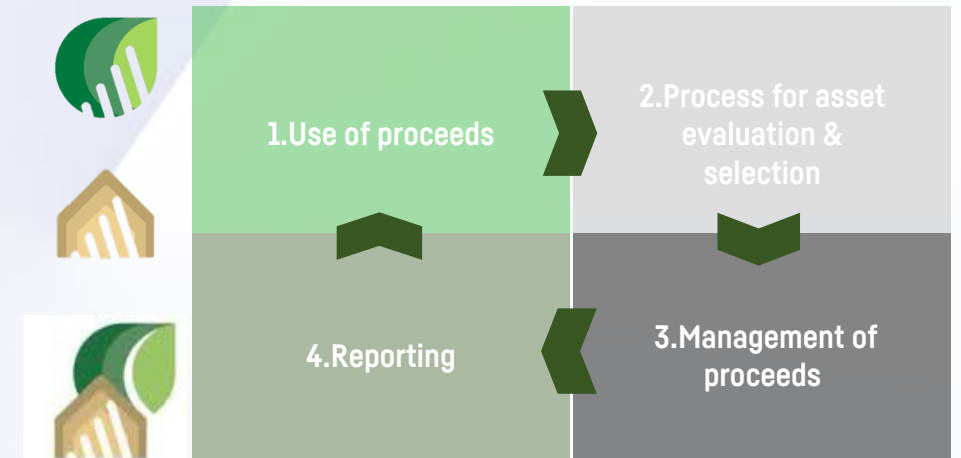 1.Use of proceeds
2.Process for asset
evaluation &
selection
3.Management of
proceeds
4.Reporting